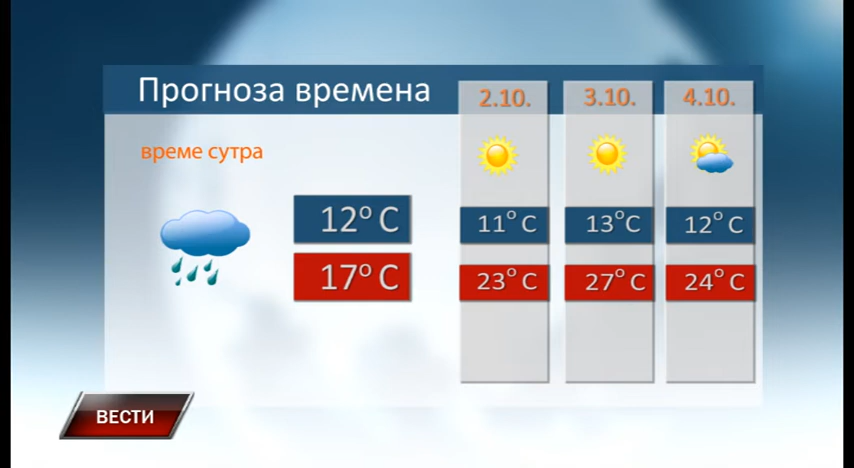 Прогноза времена
време сутра
12° C
17° C
2.10.
11° C
23° C
3.10.
13°C
27° C
4.10.
12° C
24° C
ВЕСТИ